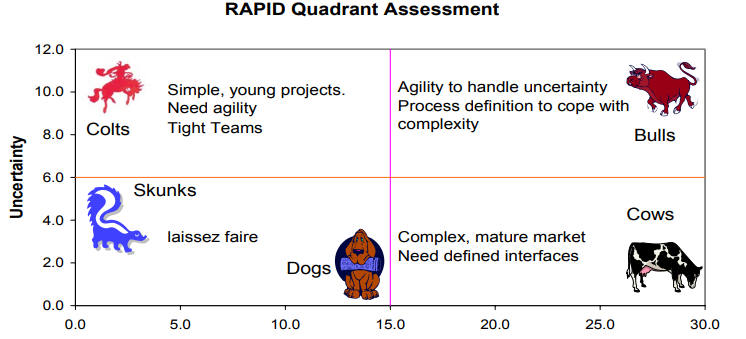 RAPID Quadrant Assessment
12.0
10.0
8.0
6.0
4.0
2.0
0.0
Uncertainty
Simple, young projects.
Need agility
Tight Teams
Colts
Agility to handle uncertainty
Process definition to cope with
complexity
Bulls
Skunks
laissez faire
Dogs
Cows
Complex, mature market
Need defined interfaces
0.0 5.0 10.0 15.0 20.0 25.0 30.0